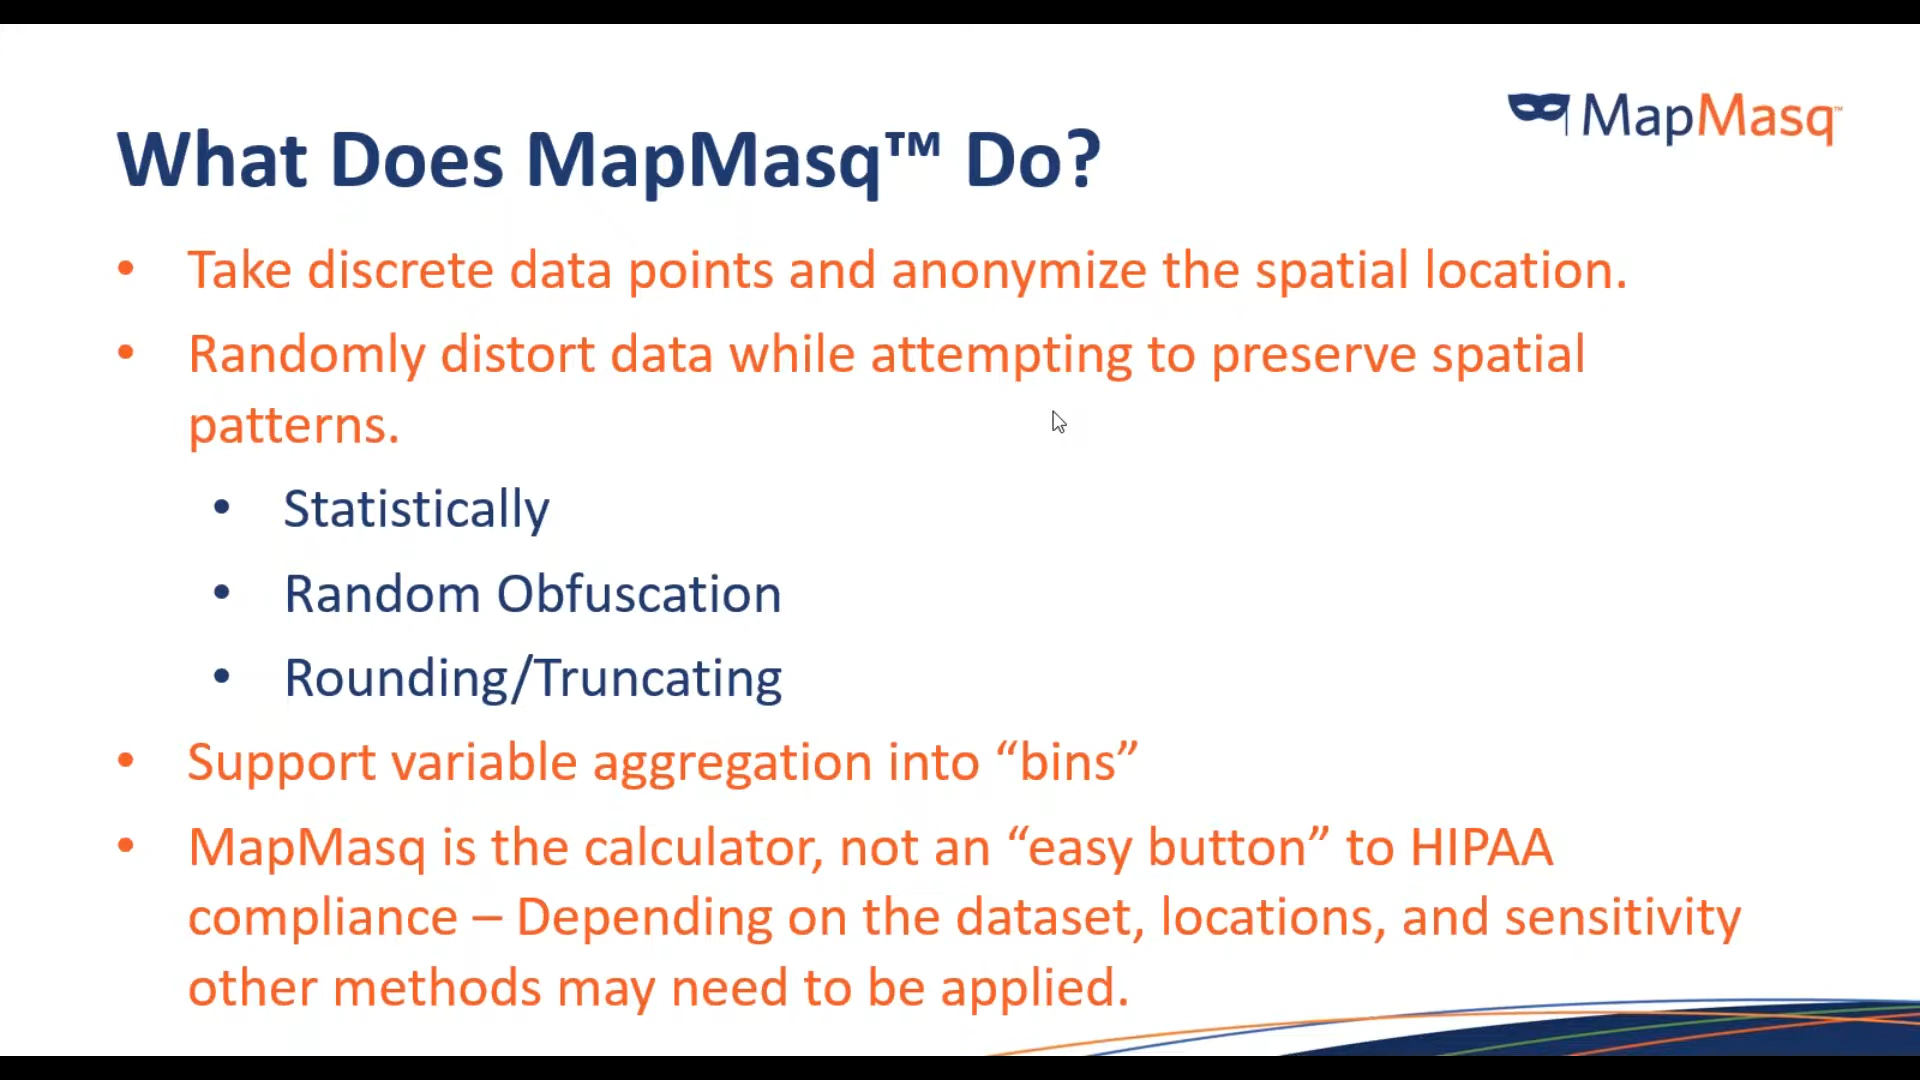 MapMasq™
What Does MapMasq™ Do?
• Take discrete data points and anonymize the spatial location.
• Randomly distort data while attempting to preserve spatial
patterns.
• Statistically
• Random Obfuscation
• Rounding/Truncating
• Support variable aggregation into “bins”
• MapMasq is the calculator, not an “easy button” to HIPAA
compliance – Depending on the dataset, locations, and sensitivity
other methods may need to be applied.